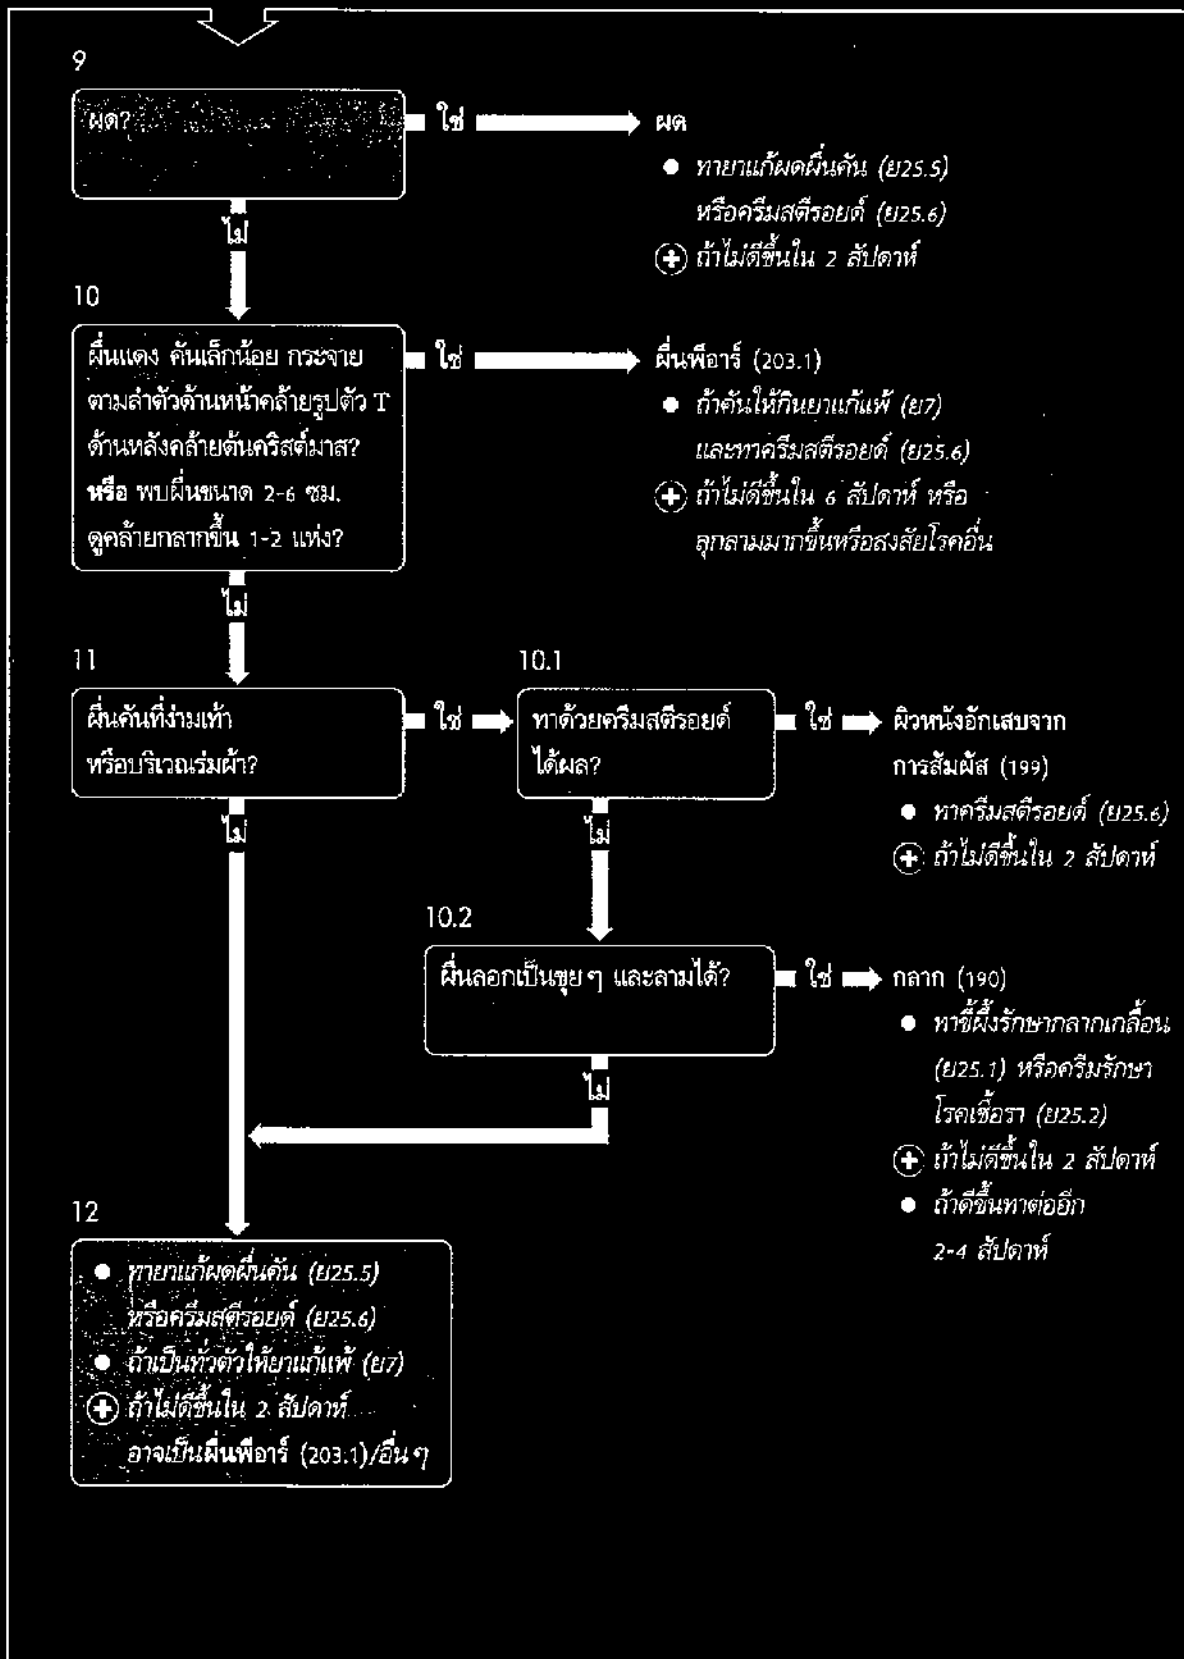 9
ผด?
ใช่
ผด
● ทายาแก้ผดผื่นคัน (ย25.5)
หรือครีมสตีรอยด์ (ย25.6)
⊕ ถ้าไม่ดีขึ้นใน 2 สัปดาห์
ไม่
10
ผื่นแดง คันเล็กน้อย กระจาย
ตามลำตัวด้านหน้าคล้ายรูปตัว T
ด้านหลังคล้ายต้นคริสต์มาส?
หรือ พบผื่นขนาด 2-6 ซม.
ดูคล้ายกลากขึ้น 1-2 แห่ง?
ใช่
ผื่นพีอาร์ (203.1)
● ถ้าคันให้กินยาแก้แพ้ (ย7)
และทาครีมสตีรอยด์ (ย25.6)
⊕ ถ้าไม่ดีขึ้นใน 6 สัปดาห์ หรือ
ลุกลามมากขึ้นหรือสงสัยโรคอื่น
ไม่
11
ผื่นคันที่ง่ามเท้า
หรือบริเวณร่มผ้า?
ใช่
10.1
ทาด้วยครีมสตีรอยด์
ได้ผล?
ใช่
ผิวหนังอักเสบจาก
การสัมผัส (199)
● ทาครีมสตีรอยด์ (ย25.6)
⊕ ถ้าไม่ดีขึ้นใน 2 สัปดาห์
ไม่
ไม่
10.2
ผื่นลอกเป็นขุยๆ และลามได้?
ใช่
กลาก (190)
● ทาขี้ผึ้งรักษากลากเกลื้อน
(ย25.1) หรือครีมรักษา
โรคเชื้อรา (ย25.2)
⊕ ถ้าไม่ดีขึ้นใน 2 สัปดาห์
● ถ้าดีขึ้นทาต่ออีก
2-4 สัปดาห์
ไม่
12
● ทายาแก้ผดผื่นคัน (ย25.5)
หรือครีมสตีรอยด์ (ย25.6)
● ถ้าเป็นทั่วตัวให้ยาแก้แพ้ (ย7)
⊕ ถ้าไม่ดีขึ้นใน 2 สัปดาห์
อาจเป็นผื่นพีอาร์ (203.1)/อื่นๆ